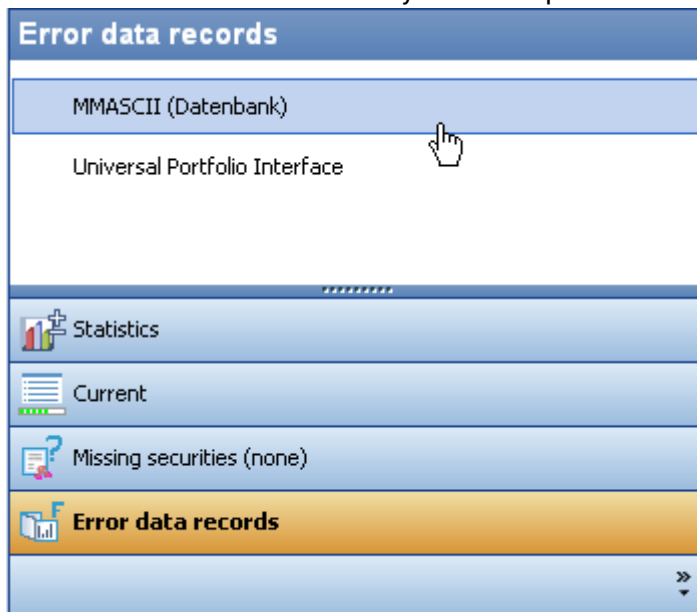 Error data records
MMASCII (Datenbank)
Universal Portfolio Interface
Statistics
Current
Missing securities (none)
Error data records